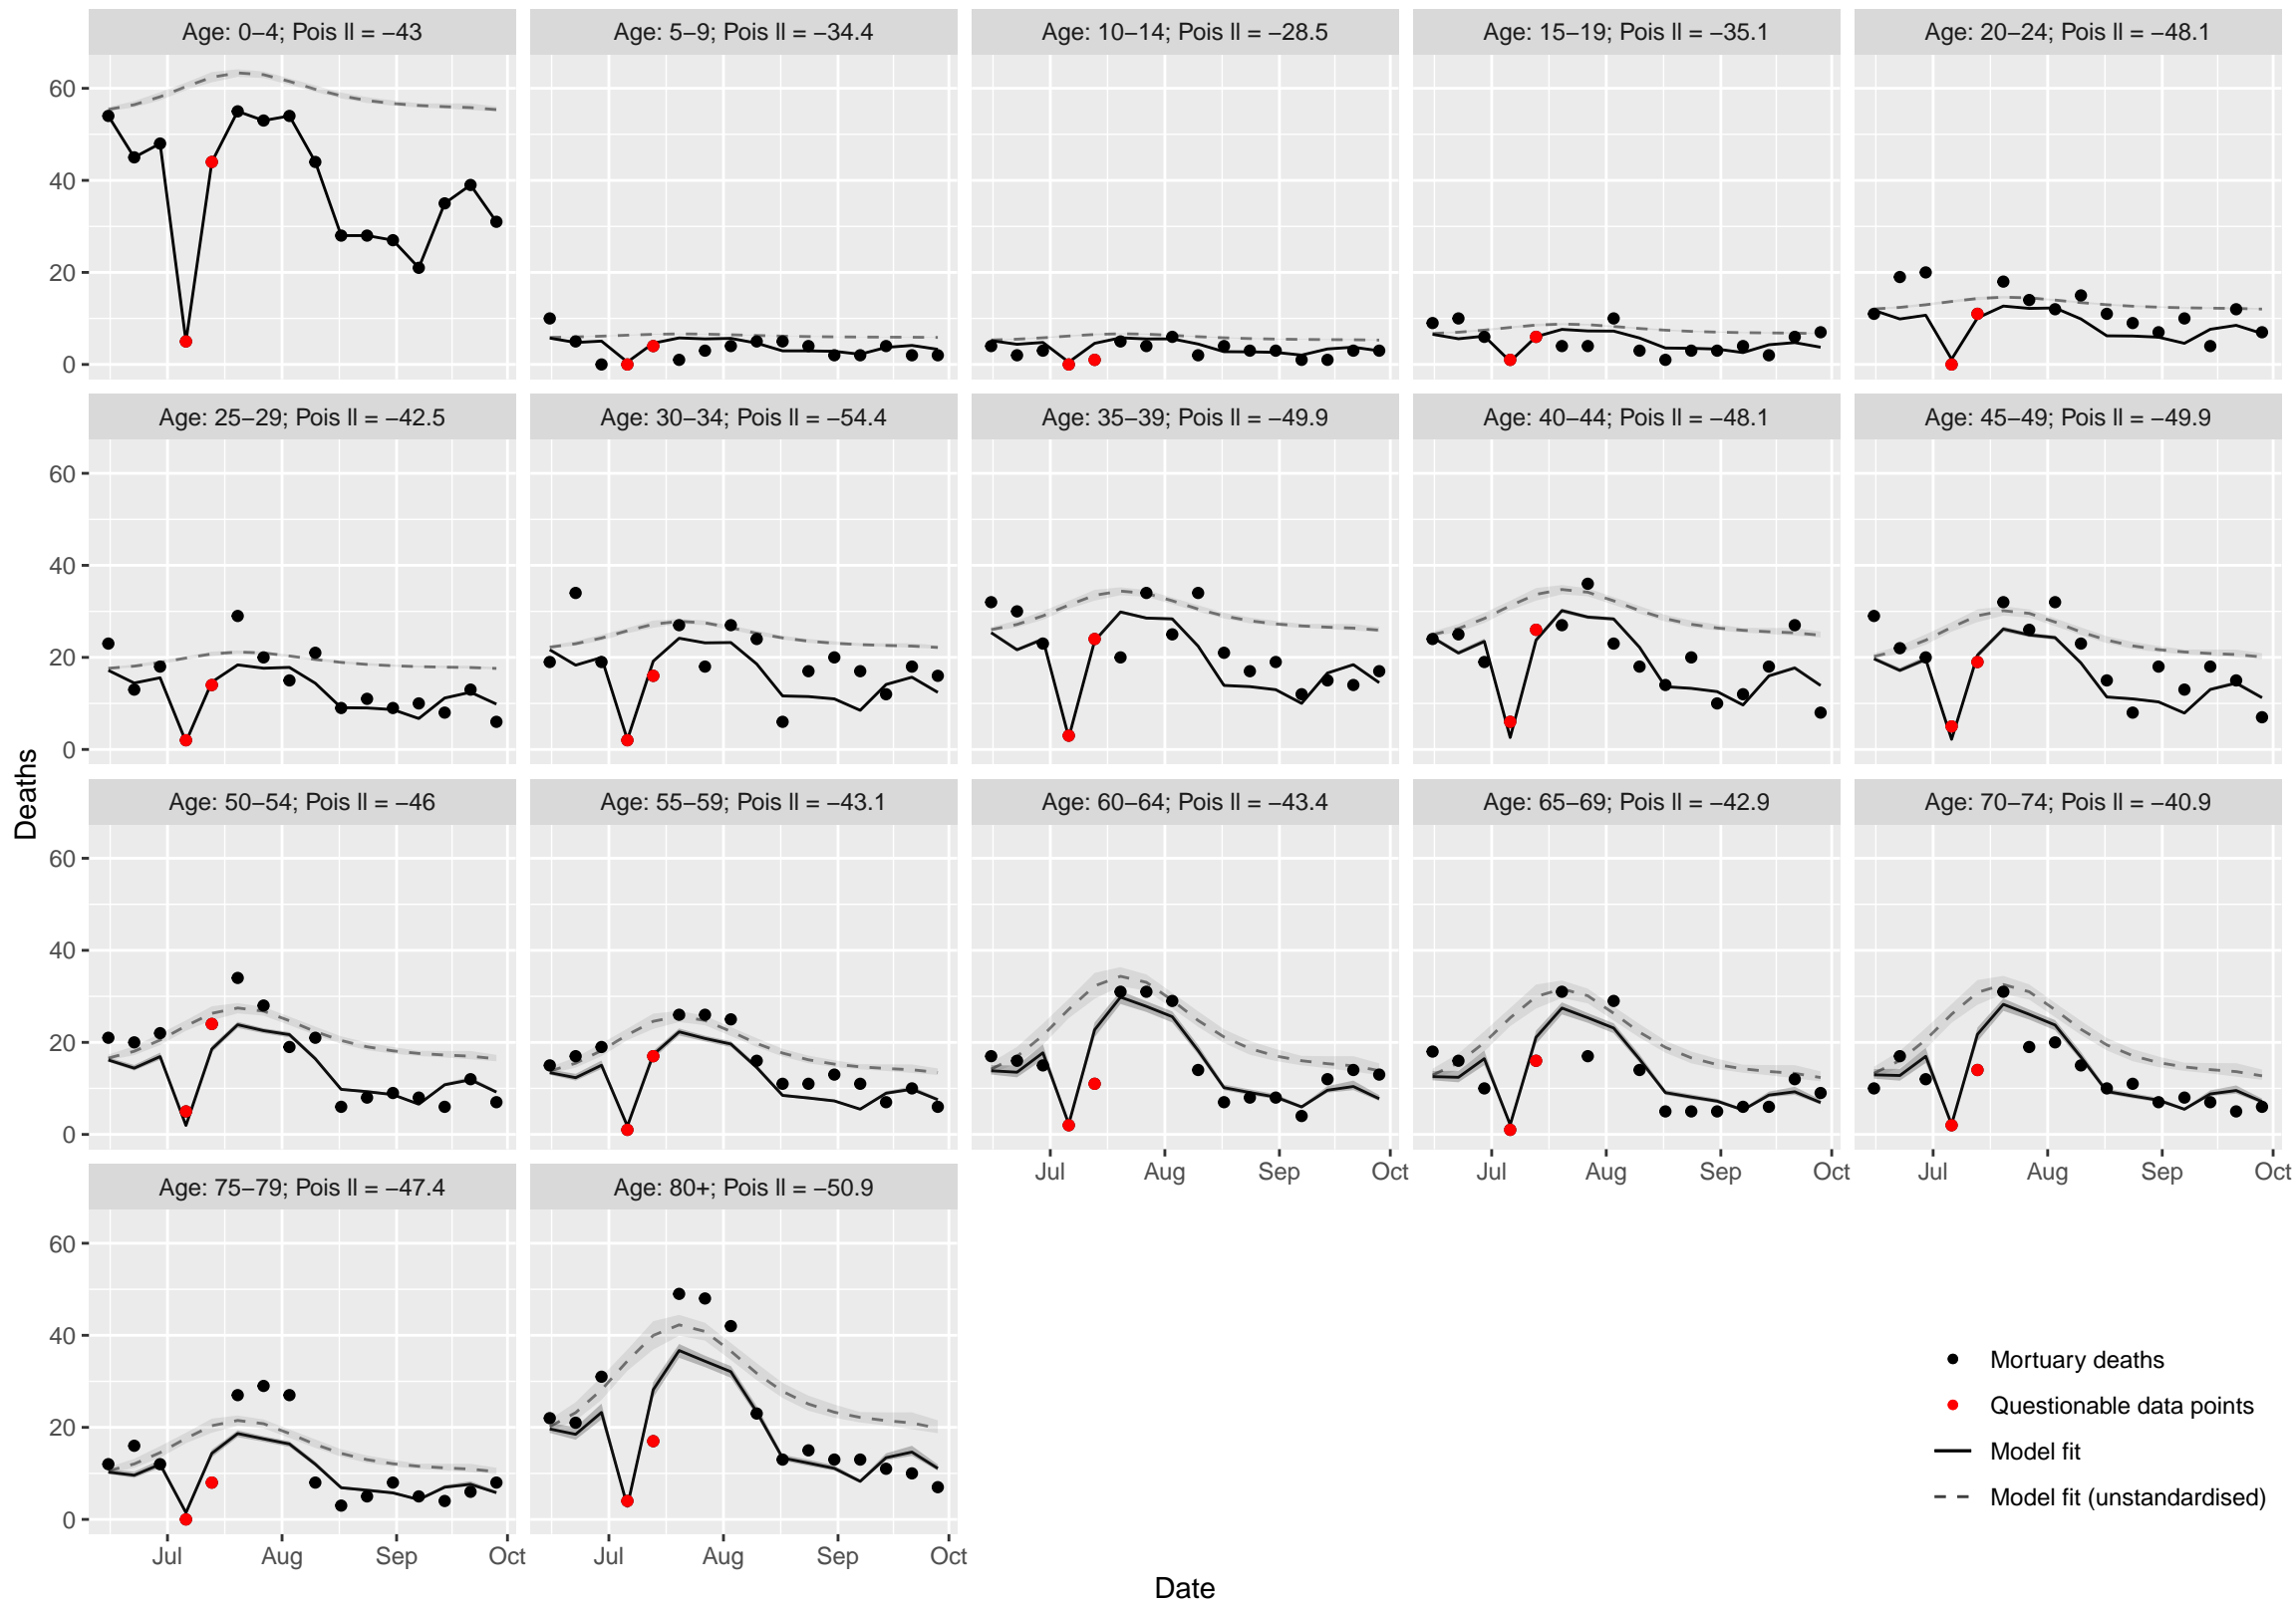 Age: 0−4; Pois ll = −43
Age: 5−9; Pois ll = −34.4
Age: 10−14; Pois ll = −28.5
Age: 15−19; Pois ll = −35.1
Age: 20−24; Pois ll = −48.1
60
40
20
0
Age: 25−29; Pois ll = −42.5
Age: 30−34; Pois ll = −54.4
Age: 35−39; Pois ll = −49.9
Age: 40−44; Pois ll = −48.1
Age: 45−49; Pois ll = −49.9
60
40
20
0
Deaths
Age: 50−54; Pois ll = −46
Age: 55−59; Pois ll = −43.1
Age: 60−64; Pois ll = −43.4
Age: 65−69; Pois ll = −42.9
Age: 70−74; Pois ll = −40.9
60
40
20
0
Jul Aug Sep Oct
Jul Aug Sep Oct
Jul Aug Sep Oct
Age: 75−79; Pois ll = −47.4
Age: 80+; Pois ll = −50.9
60
40
20
0
Jul Aug Sep Oct
Jul Aug Sep Oct
Mortuary deaths
Questionable data points
Model fit
Model fit (unstandardised)
Date